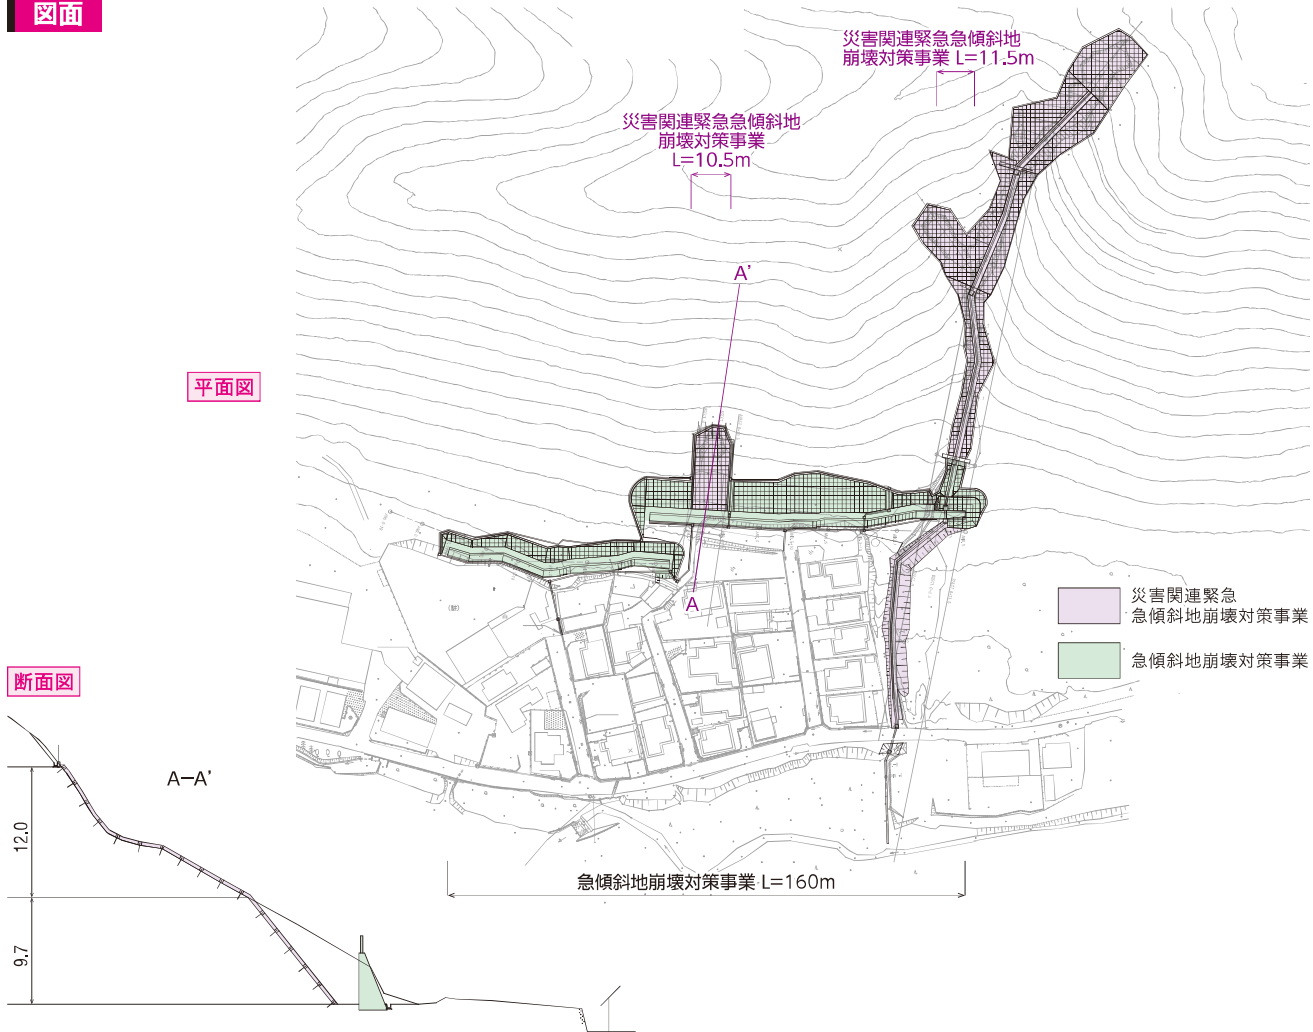 図面
災害関連緊急急傾斜地
崩壊対策事業 L=11.5m
災害関連緊急急傾斜地
崩壊対策事業
L=10.5m
A'
平面図
A
災害関連緊急
急傾斜地崩壊対策事業
急傾斜地崩壊対策事業
断面図
A−A'
12.0
9.7
急傾斜地崩壊対策事業 L=160m